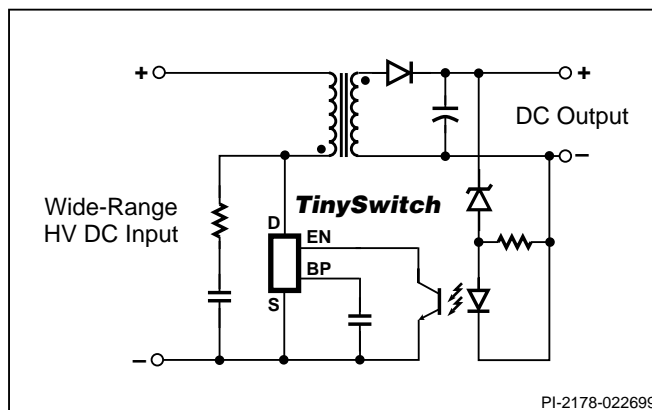 +
+
DC Output
−
Wide-Range
HV DC Input
TinySwitch
D
EN
BP
S
−
PI-2178-022699